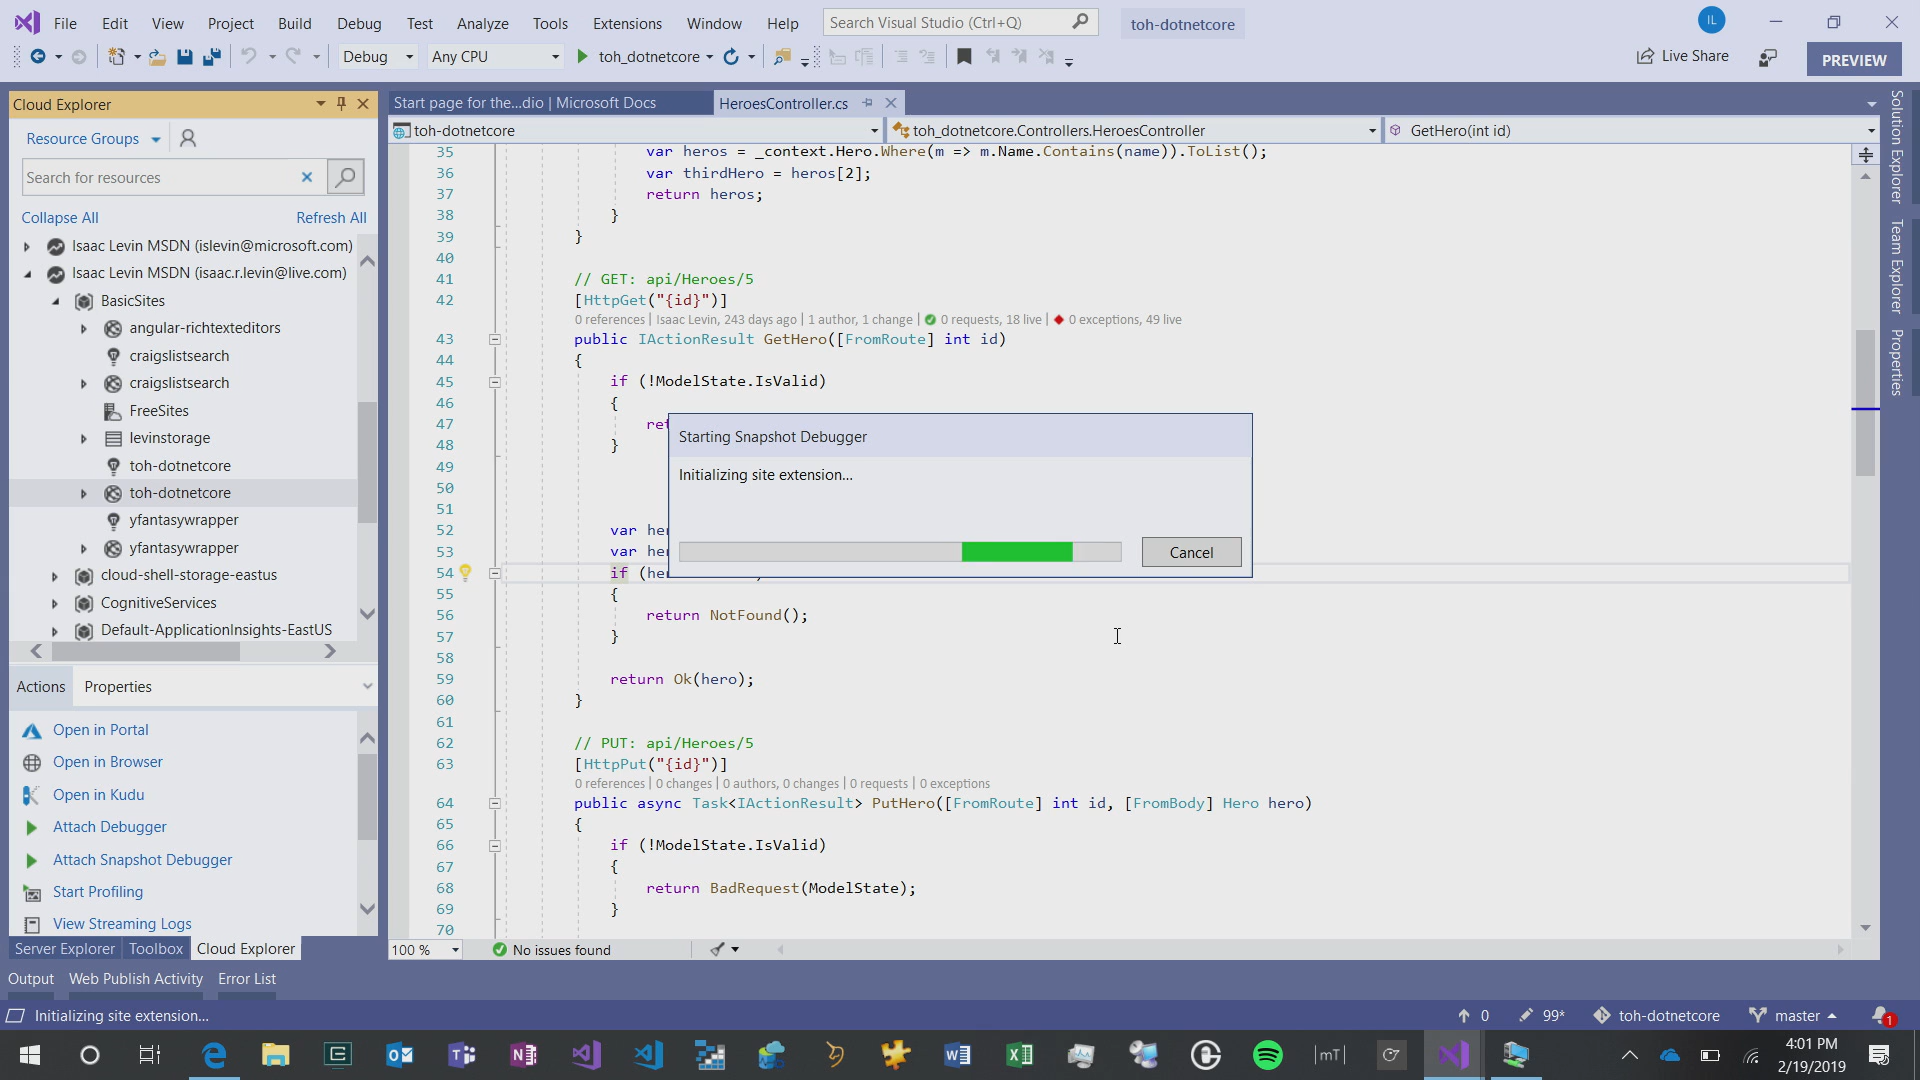 File Edit View Project Build Debug Test Analyze Tools Extensions Window Help Search Visual Studio (Ctrl+Q) toh-dotnetcore IL
Debug Any CPU toh_dotnetcore Live Share PREVIEW
Cloud Explorer
Resource Groups
Search for resources
Collapse All Refresh All
Isaac Levin MSDN (islevin@microsoft.com)
Isaac Levin MSDN (isaac.r.levin@live.com)
BasicSites
angular-richtexteditors
craigslistsearch
craigslistsearch
FreeSites
levinstorage
toh-dotnetcore
toh-dotnetcore
yfantasywrapper
yfantasywrapper
cloud-shell-storage-eastus
CognitiveServices
Default-ApplicationInsights-EastUS
Actions Properties
Open in Portal
Open in Browser
Open in Kudu
Attach Debugger
Attach Snapshot Debugger
Start Profiling
View Streaming Logs
Server Explorer Toolbox Cloud Explorer
Start page for the...dio | Microsoft Docs HeroesController.cs
toh-dotnetcore toh_dotnetcore.Controllers.HeroesController GetHero(int id)
35 var heros = _context.Hero.Where(m => m.Name.Contains(name)).ToList();
36 var thirdHero = heros[2];
37 return heros;
38 }
39 }
40
41 // GET: api/Heroes/5
42 [HttpGet("{id}")]
0 references | Isaac Levin, 243 days ago | 1 author, 1 change | 0 requests, 18 live | 0 exceptions, 49 live
43 public IActionResult GetHero([FromRoute] int id)
44 {
45 if (!ModelState.IsValid)
46 {
47 ret
48 }
49
50
51
52 var her
53 var her
54 if (her
55 {
56 return NotFound();
57 }
58
59 return Ok(hero);
60 }
61
62 // PUT: api/Heroes/5
63 [HttpPut("{id}")]
0 references | 0 changes | 0 authors, 0 changes | 0 requests | 0 exceptions
64 public async Task<IActionResult> PutHero([FromRoute] int id, [FromBody] Hero hero)
65 {
66 if (!ModelState.IsValid)
67 {
68 return BadRequest(ModelState);
69 }
70
Starting Snapshot Debugger
Initializing site extension...
Cancel
100 % No issues found
Solution Explorer
Team Explorer
Properties
Output Web Publish Activity Error List
Initializing site extension... 0 99* toh-dotnetcore master 1
mT
4:01 PM
2/19/2019